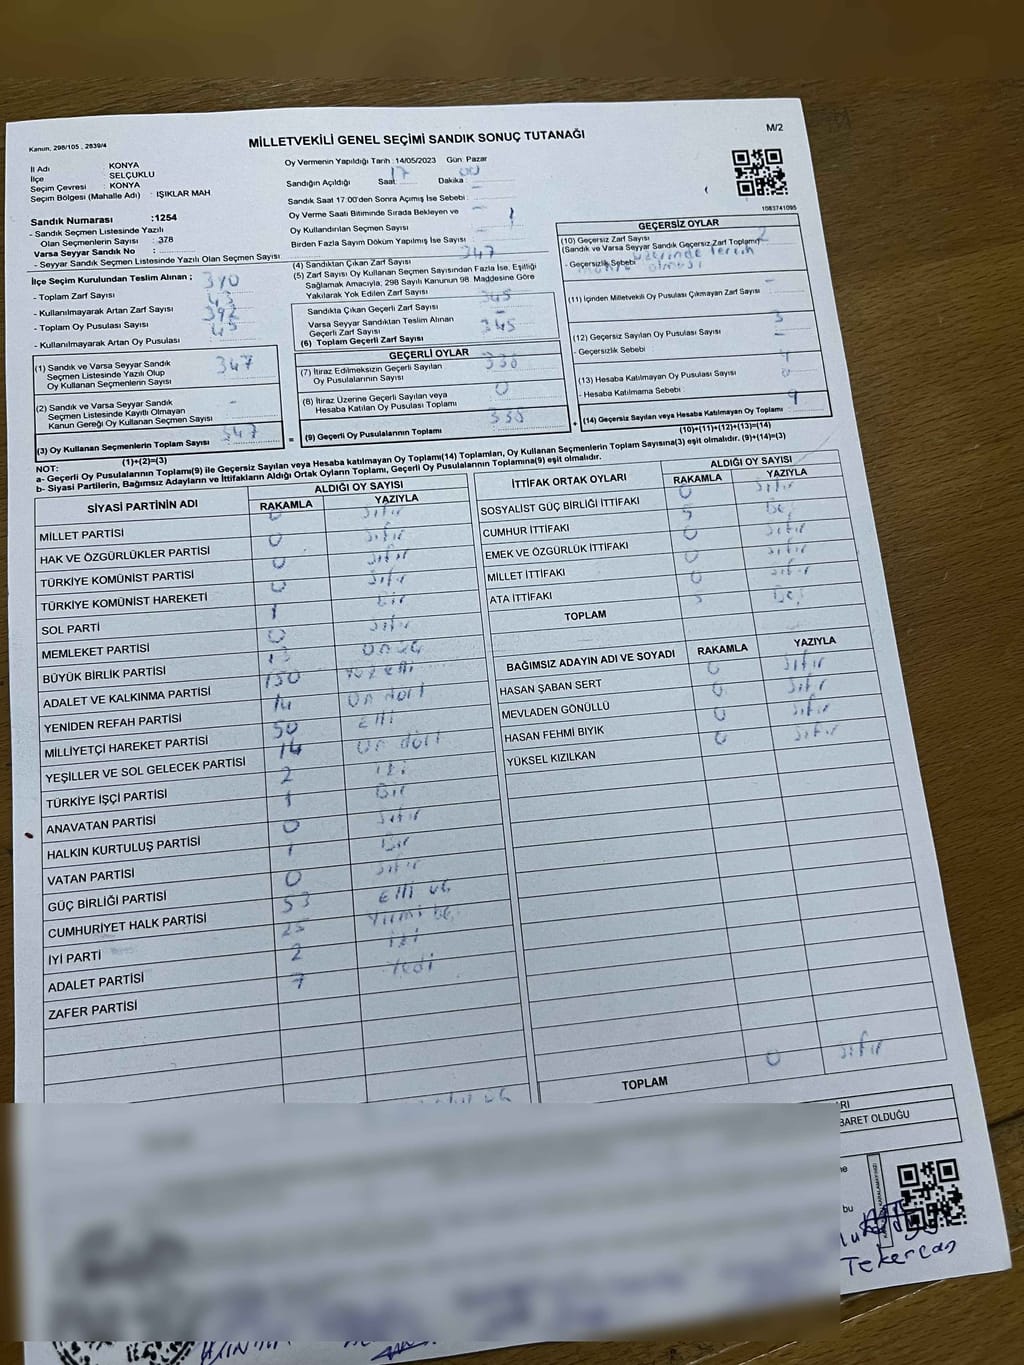 Kanun, 298/105 , 2839/4
MİLLETVEKİLİ GENEL SEÇİMİ SANDIK SONUÇ TUTANAĞI
M/2
İl Adı KONYA
İlçe SELÇUKLU
Seçim Çevresi : KONYA
Seçim Bölgesi (Mahalle Adı) : IŞIKLAR MAH
Sandık Numarası :1254
- Sandık Seçmen Listesinde Yazılı
Olan Seçmenlerin Sayısı : 378
Varsa Seyyar Sandık No :
- Seyyar Sandık Seçmen Listesinde Yazılı Olan Seçmen Sayısı
Oy Vermenin Yapıldığı Tarih : 14/05/2023 Gün: Pazar
Sandığın Açıldığı Saat : 17 Dakika : 00
Sandık Saat 17:00'den Sonra Açımış İse Sebebi : -
Oy Verme Saati Bitiminde Sırada Bekleyen ve
Oy Kullandırılan Seçmen Sayısı -
Birden Fazla Sayım Döküm Yapılmış İse Sayısı -
1083741095
İlçe Seçim Kurulundan Teslim Alınan ;
- Toplam Zarf Sayısı : 390
- Kullanılmayarak Artan Zarf Sayısı : 43
- Toplam Oy Pusulası Sayısı : 392
- Kullanılmayarak Artan Oy Pusulası : 45
(1) Sandık ve Varsa Seyyar Sandık
Seçmen Listesinde Yazılı Olup
Oy Kullanan Seçmenlerin Sayısı 347
(2) Sandık ve Varsa Seyyar Sandık
Seçmen Listesinde Kayıtlı Olmayan
Kanun Gereği Oy Kullanan Seçmen Sayısı -
(3) Oy Kullanan Seçmenlerin Toplam Sayısı : 347
(1)+(2)=(3)
(4) Sandıktan Çıkan Zarf Sayısı 347
(5) Zarf Sayısı Oy Kullanan Seçmen Sayısından Fazla İse, Eşitliği
Sağlamak Amacıyla, 298 Sayılı Kanunun 98. Maddesine Göre
Yakılarak Yok Edilen Zarf Sayısı
Sandıkta Çıkan Geçerli Zarf Sayısı 345
Varsa Seyyar Sandıktan Teslim Alınan
Geçerli Zarf Sayısı -
(6) Toplam Geçerli Zarf Sayısı 345
GEÇERLİ OYLAR
(7) İtiraz Edilmeksizin Geçerli Sayılan
Oy Pusulalarının Sayısı 338
(8) İtiraz Üzerine Geçerli Sayılan veya
Hesaba Katılan Oy Pusulası Toplamı 0
= (9) Geçerli Oy Pusulalarının Toplamı 338
GEÇERSİZ OYLAR
(10) Geçersiz Zarf Sayısı 2
(Sandık ve Varsa Seyyar Sandık Geçersiz Zarf Toplamı)
- Geçersizlik Sebebi üzerinde tercih
olması
(11) İçinden Milletvekili Oy Pusulası Çıkmayan Zarf Sayısı -
(12) Geçersiz Sayılan Oy Pusulası Sayısı 3
- Geçersizlik Sebebi -
(13) Hesaba Katılmayan Oy Pusulası Sayısı 4
- Hesaba Katılmama Sebebi
+ (14) Geçersiz Sayılan veya Hesaba Katılmayan Oy Toplamı 9
(10)+(11)+(12)+(13)=(14)
NOT:
a- Geçerli Oy Pusulalarının Toplamı(9) ile Geçersiz Sayılan veya Hesaba katılmayan Oy Toplamı(14) Toplamları, Oy Kullanan Seçmenlerin Toplam Sayısına(3) eşit olmalıdır. (9)+(14)=(3)
b- Siyasi Partilerin, Bağımsız Adayların ve İttifakların Aldığı Ortak Oyların Toplamı, Geçerli Oy Pusulalarının Toplamına(9) eşit olmalıdır.
SİYASİ PARTİNİN ADI ALDIĞI OY SAYISI
RAKAMLA YAZIYLA
MİLLET PARTİSİ 0 sıfır
HAK VE ÖZGÜRLÜKLER PARTİSİ 0 sıfır
TÜRKİYE KOMÜNİST PARTİSİ 0 sıfır
TÜRKİYE KOMÜNİST HAREKETİ 0 sıfır
SOL PARTİ 1 Bir
MEMLEKET PARTİSİ 0 sıfır
BÜYÜK BİRLİK PARTİSİ 13 onüç
ADALET VE KALKINMA PARTİSİ 150 yüzelli
YENİDEN REFAH PARTİSİ 14 on dört
MİLLİYETÇİ HAREKET PARTİSİ 50 Elli
YEŞİLLER VE SOL GELECEK PARTİSİ 14 on dört
TÜRKİYE İŞÇİ PARTİSİ 2 iki
ANAVATAN PARTİSİ 1 Bir
HALKIN KURTULUŞ PARTİSİ 0 sıfır
VATAN PARTİSİ 1 Bir
GÜÇ BİRLİĞİ PARTİSİ 0 sıfır
CUMHURİYET HALK PARTİSİ 53 Elli üç
İYİ PARTİ 25 Yirmi beş
ADALET PARTİSİ 2 iki
ZAFER PARTİSİ 7 Yedi
İTTİFAK ORTAK OYLARI ALDIĞI OY SAYISI
RAKAMLA YAZIYLA
SOSYALİST GÜÇ BİRLİĞİ İTTİFAKI 0 sıfır
CUMHUR İTTİFAKI 5 Beş
EMEK VE ÖZGÜRLÜK İTTİFAKI 0 sıfır
MİLLET İTTİFAKI 0 sıfır
ATA İTTİFAKI 0 sıfır
TOPLAM 5 Beş
BAĞIMSIZ ADAYIN ADI VE SOYADI RAKAMLA YAZIYLA
HASAN ŞABAN SERT 0 sıfır
MEVLADEN GÖNÜLLÜ 0 sıfır
HASAN FEHMİ BIYIK 0 sıfır
YÜKSEL KIZILKAN 0 sıfır
TOPLAM 0 sıfır
RI
BARET OLDUĞU
bu
Tekercan